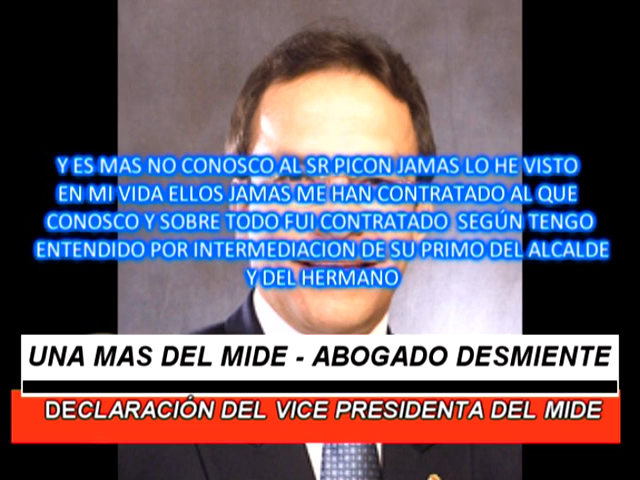 Y ES MAS NO CONOSCO AL SR PICON JAMAS LO HE VISTO
EN MI VIDA ELLOS JAMAS ME HAN CONTRATADO AL QUE
CONOSCO Y SOBRE TODO FUI CONTRATADO SEGÚN TENGO
ENTENDIDO POR INTERMEDIACION DE SU PRIMO DEL ALCALDE
Y DEL HERMANO
UNA MAS DEL MIDE - ABOGADO DESMIENTE
DECLARACIÓN DEL VICE PRESIDENTA DEL MIDE